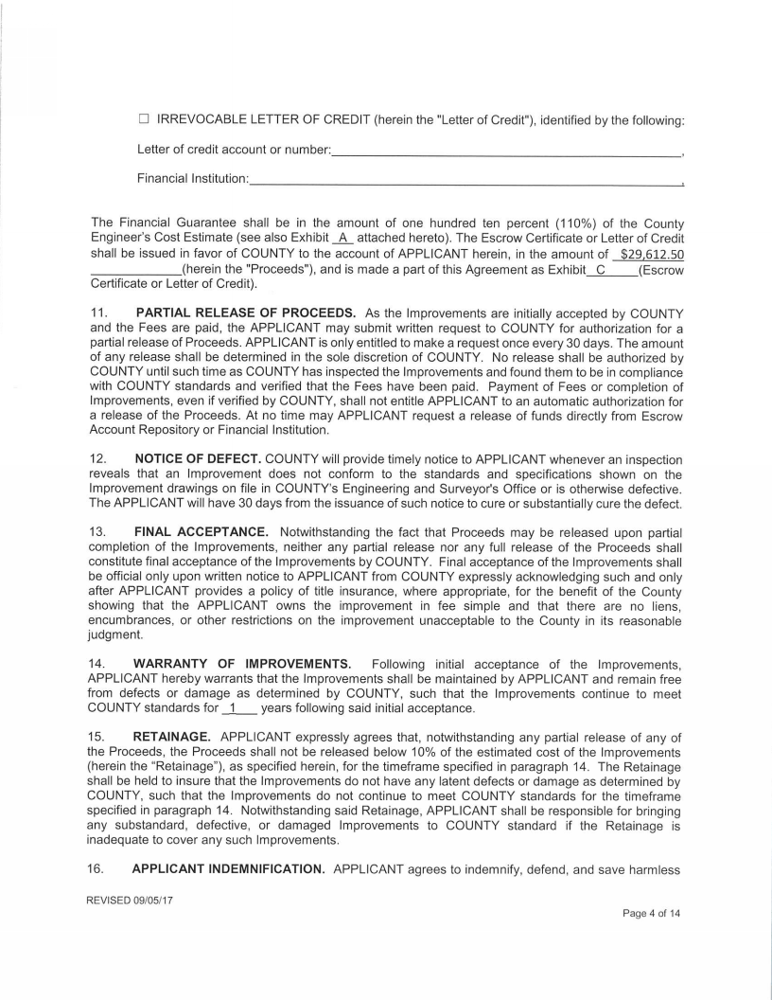 ☐ IRREVOCABLE LETTER OF CREDIT (herein the "Letter of Credit"), identified by the following:
Letter of credit account or number:________________,
Financial Institution:________________,
The Financial Guarantee shall be in the amount of one hundred ten percent (110%) of the County
Engineer's Cost Estimate (see also Exhibit _A_ attached hereto). The Escrow Certificate or Letter of Credit
shall be issued in favor of COUNTY to the account of APPLICANT herein, in the amount of _$29,612.50
____________(herein the "Proceeds"), and is made a part of this Agreement as Exhibit_C____(Escrow
Certificate or Letter of Credit).
11. PARTIAL RELEASE OF PROCEEDS. As the Improvements are initially accepted by COUNTY
and the Fees are paid, the APPLICANT may submit written request to COUNTY for authorization for a
partial release of Proceeds. APPLICANT is only entitled to make a request once every 30 days. The amount
of any release shall be determined in the sole discretion of COUNTY. No release shall be authorized by
COUNTY until such time as COUNTY has inspected the Improvements and found them to be in compliance
with COUNTY standards and verified that the Fees have been paid. Payment of Fees or completion of
Improvements, even if verified by COUNTY, shall not entitle APPLICANT to an automatic authorization for
a release of the Proceeds. At no time may APPLICANT request a release of funds directly from Escrow
Account Repository or Financial Institution.
12. NOTICE OF DEFECT. COUNTY will provide timely notice to APPLICANT whenever an inspection
reveals that an Improvement does not conform to the standards and specifications shown on the
Improvement drawings on file in COUNTY's Engineering and Surveyor's Office or is otherwise defective.
The APPLICANT will have 30 days from the issuance of such notice to cure or substantially cure the defect.
13. FINAL ACCEPTANCE. Notwithstanding the fact that Proceeds may be released upon partial
completion of the Improvements, neither any partial release nor any full release of the Proceeds shall
constitute final acceptance of the Improvements by COUNTY. Final acceptance of the Improvements shall
be official only upon written notice to APPLICANT from COUNTY expressly acknowledging such and only
after APPLICANT provides a policy of title insurance, where appropriate, for the benefit of the County
showing that the APPLICANT owns the improvement in fee simple and that there are no liens,
encumbrances, or other restrictions on the improvement unacceptable to the County in its reasonable
judgment.
14. WARRANTY OF IMPROVEMENTS. Following initial acceptance of the Improvements,
APPLICANT hereby warrants that the Improvements shall be maintained by APPLICANT and remain free
from defects or damage as determined by COUNTY, such that the Improvements continue to meet
COUNTY standards for _1___ years following said initial acceptance.
15. RETAINAGE. APPLICANT expressly agrees that, notwithstanding any partial release of any of
the Proceeds, the Proceeds shall not be released below 10% of the estimated cost of the Improvements
(herein the "Retainage"), as specified herein, for the timeframe specified in paragraph 14. The Retainage
shall be held to insure that the Improvements do not have any latent defects or damage as determined by
COUNTY, such that the Improvements do not continue to meet COUNTY standards for the timeframe
specified in paragraph 14. Notwithstanding said Retainage, APPLICANT shall be responsible for bringing
any substandard, defective, or damaged Improvements to COUNTY standard if the Retainage is
inadequate to cover any such Improvements.
16. APPLICANT INDEMNIFICATION. APPLICANT agrees to indemnify, defend, and save harmless
REVISED 09/05/17
Page 4 of 14